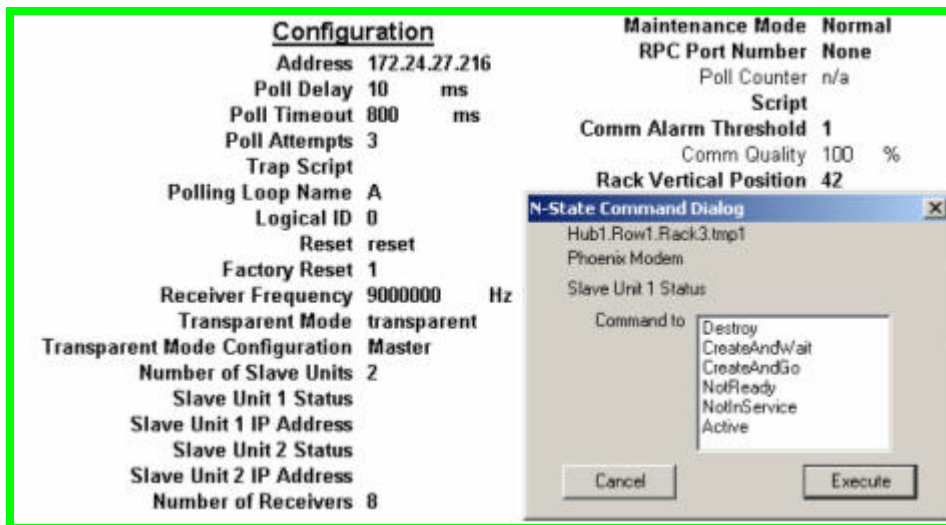 Configuration
Address 172.24.27.216
Poll Delay 10 ms
Poll Timeout 800 ms
Poll Attempts 3
Trap Script
Polling Loop Name A
Logical ID 0
Reset reset
Factory Reset 1
Receiver Frequency 9000000 Hz
Transparent Mode transparent
Transparent Mode Configuration Master
Number of Slave Units 2
Slave Unit 1 Status
Slave Unit 1 IP Address
Slave Unit 2 Status
Slave Unit 2 IP Address
Number of Receivers 8
Maintenance Mode Normal
RPC Port Number None
Poll Counter n/a
Script
Comm Alarm Threshold 1
Comm Quality 100 %
Rack Vertical Position 42
N-State Command Dialog
Hub1.Row1.Rack3.tmp1
Phoenix Modem
Slave Unit 1 Status
Command to
Destroy
CreateAndWait
CreateAndGo
NotReady
NotInService
Active
Cancel Execute